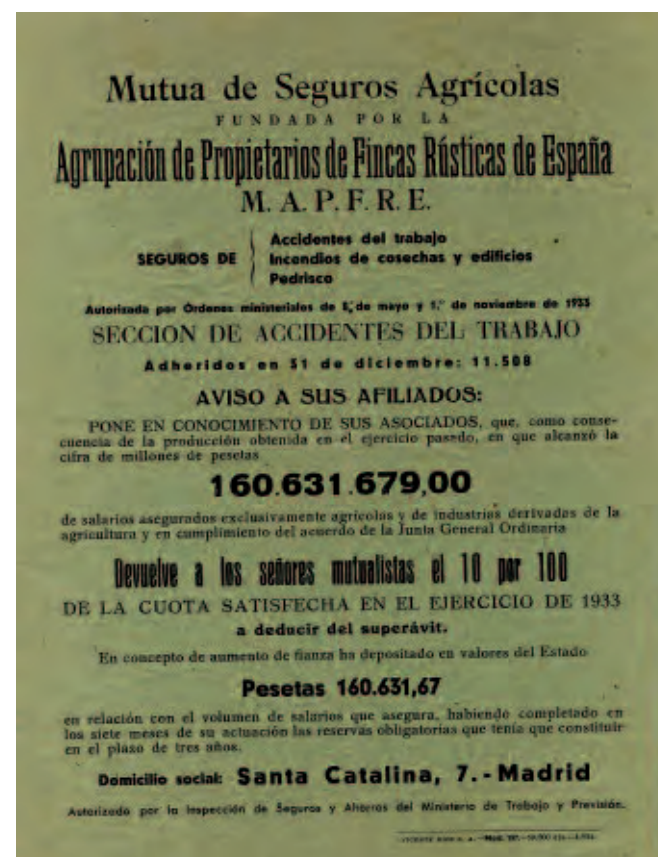 Mutua de Seguros Agrícolas
FUNDADA POR LA
Agrupación de Propietarios de Fincas Rústicas de España
M. A. P. F. R. E.
SEGUROS DE
Accidentes del trabajo
Incendios de cosechas y edificios
Pedrisco
Autorizada por Ordenes ministeriales de 8, de mayo y 1.º de noviembre de 1933
SECCION DE ACCIDENTES DEL TRABAJO
Adheridos en 31 de diciembre: 11.508
AVISO A SUS AFILIADOS:
PONE EN CONOCIMIENTO DE SUS ASOCIADOS, que, como conse-
cuencia de la producción obtenida en el ejercicio pasado, en que alcanzó la
cifra de millones de pesetas
160.631.679,00
de salarios asegurados exclusivamente agrícolas y de industrias derivadas de la
agricultura y en cumplimiento del acuerdo de la Junta General Ordinaria
Devuelve a los señores mutualistas el 10 por 100
DE LA CUOTA SATISFECHA EN EL EJERCICIO DE 1933
a deducir del superávit.
En concepto de aumento de fianza ha depositado en valores del Estado
Pesetas 160.631,67
en relación con el volumen de salarios que asegura, habiendo completado en
los siete meses de su actuación las reservas obligatorias que tenía que constituir
en el plazo de tres años.
Domicilio social: Santa Catalina, 7.-Madrid
Autorizado por la Inspección de Seguros y Ahorros del Ministerio de Trabajo y Previsión.